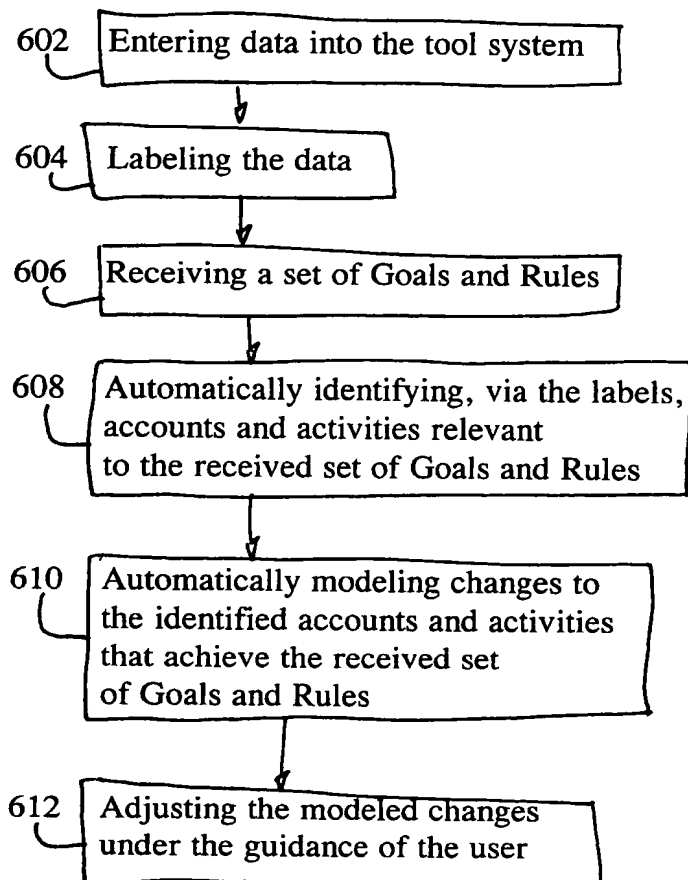 602 Entering data into the tool system
604 Labeling the data
606 Receiving a set of Goals and Rules
608 Automatically identifying, via the labels,
accounts and activities relevant
to the received set of Goals and Rules
610 Automatically modeling changes to
the identified accounts and activities
that achieve the received set
of Goals and Rules
612 Adjusting the modeled changes
under the guidance of the user